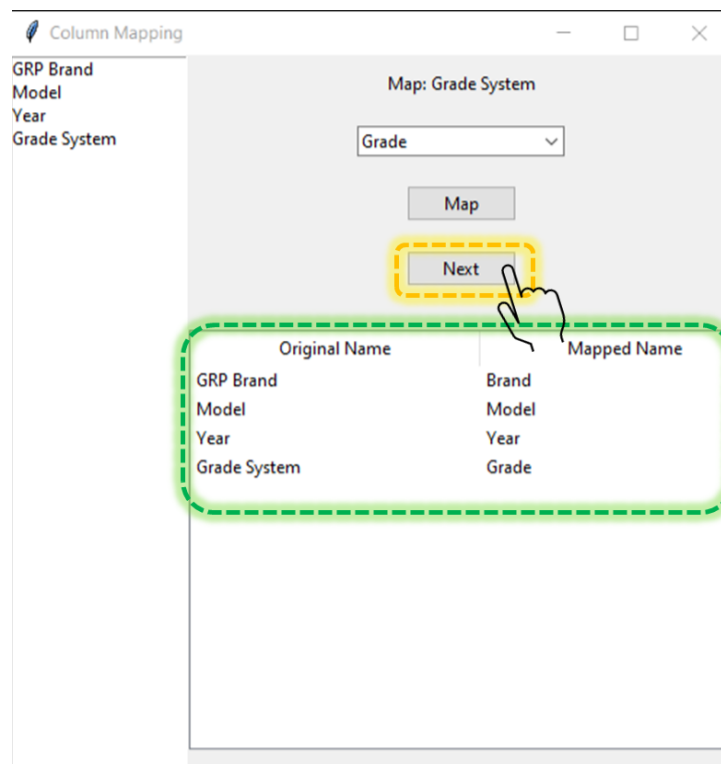 Column Mapping
GRP Brand
Model
Year
Grade System
Map: Grade System
Grade
Map
Next
Original Name Mapped Name
GRP Brand Brand
Model Model
Year Year
Grade System Grade